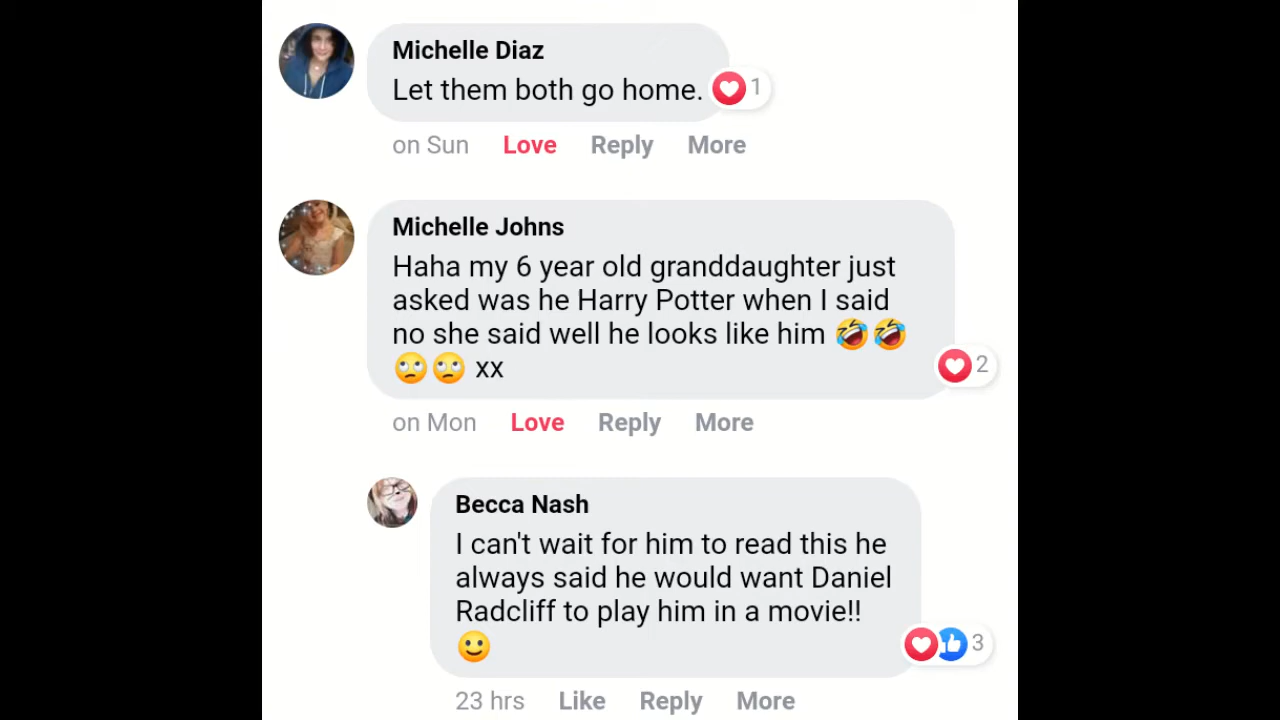 Michelle Diaz
Let them both go home.
1
on Sun Love Reply More
Michelle Johns
Haha my 6 year old granddaughter just
asked was he Harry Potter when I said
no she said well he looks like him 🤣🤣
🙄🙄 xx
2
on Mon Love Reply More
Becca Nash
I can't wait for him to read this he
always said he would want Daniel
Radcliff to play him in a movie!!
🙂
3
23 hrs Like Reply More